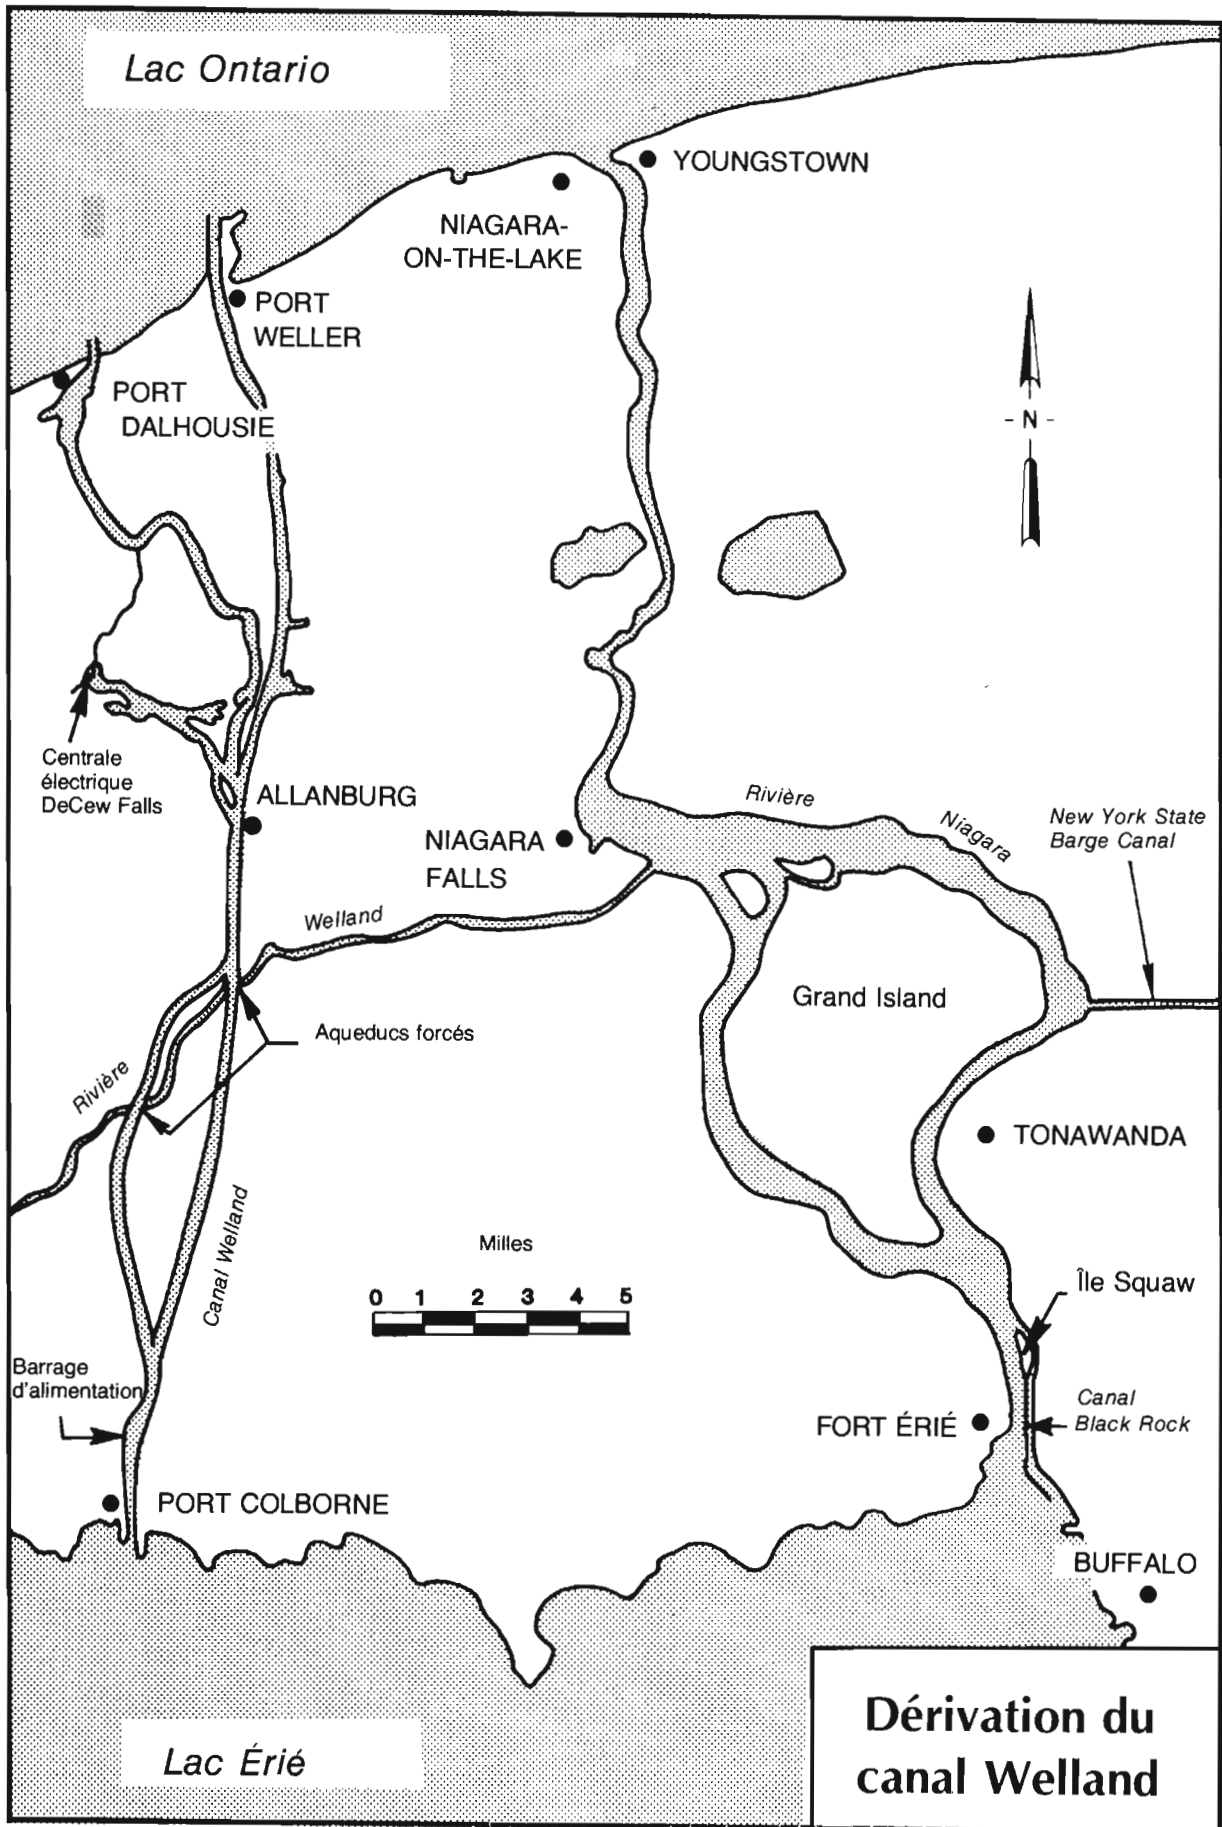 Lac Ontario
YOUNGSTOWN
NIAGARA-
ON-THE-LAKE
PORT
WELLER
PORT
DALHOUSIE
- N -
Centrale
électrique
DeCew Falls
ALLANBURG
NIAGARA
FALLS
Rivière
Niagara
New York State
Barge Canal
Welland
Grand Island
Aqueducs forcés
Rivière
TONAWANDA
Canal Welland
Milles
0 1 2 3 4 5
Île Squaw
Barrage
d'alimentation
Canal
Black Rock
FORT ÉRIÉ
PORT COLBORNE
BUFFALO
Lac Érié
Dérivation du
canal Welland